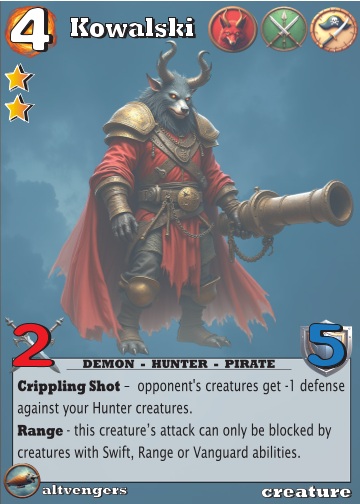 4 Kowalski
2 5
DEMON - HUNTER - PIRATE
Crippling Shot - opponent's creatures get -1 defense
against your Hunter creatures.
Range - this creature's attack can only be blocked by
creatures with Swift, Range or Vanguard abilities.
altvengers creature